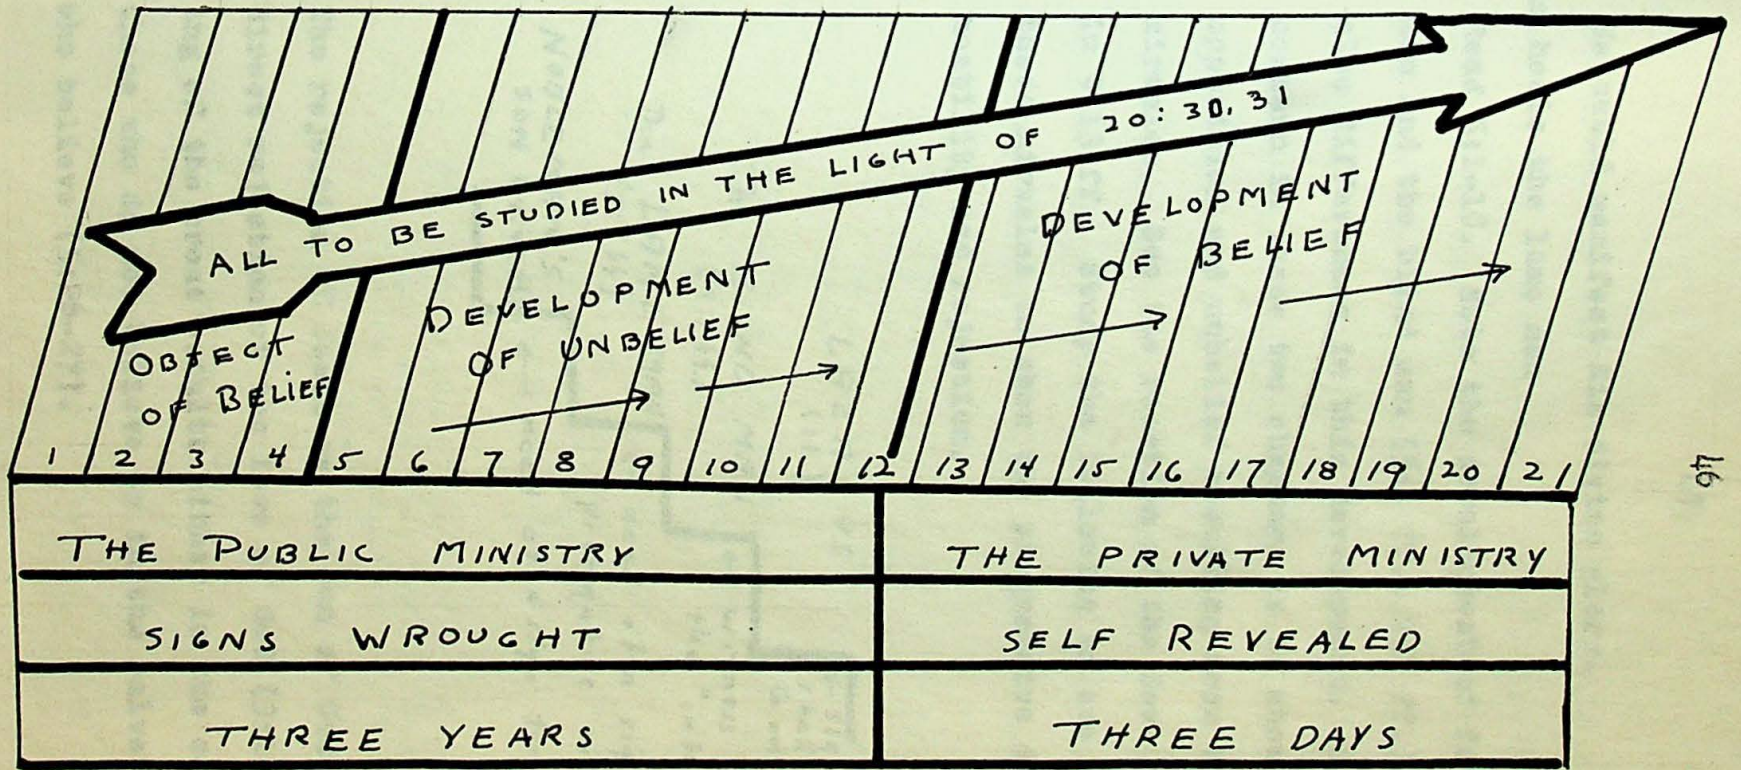 ALL TO BE STUDIED IN THE LIGHT OF 20:30,31
OBJECT
OF BELIEF
DEVELOPMENT
OF UNBELIEF
DEVELOPMENT
OF BELIEF
1 2 3 4 5 6 7 8 9 10 11 12 13 14 15 16 17 18 19 20 21
THE PUBLIC MINISTRY
THE PRIVATE MINISTRY
SIGNS WROUGHT
SELF REVEALED
THREE YEARS
THREE DAYS
46